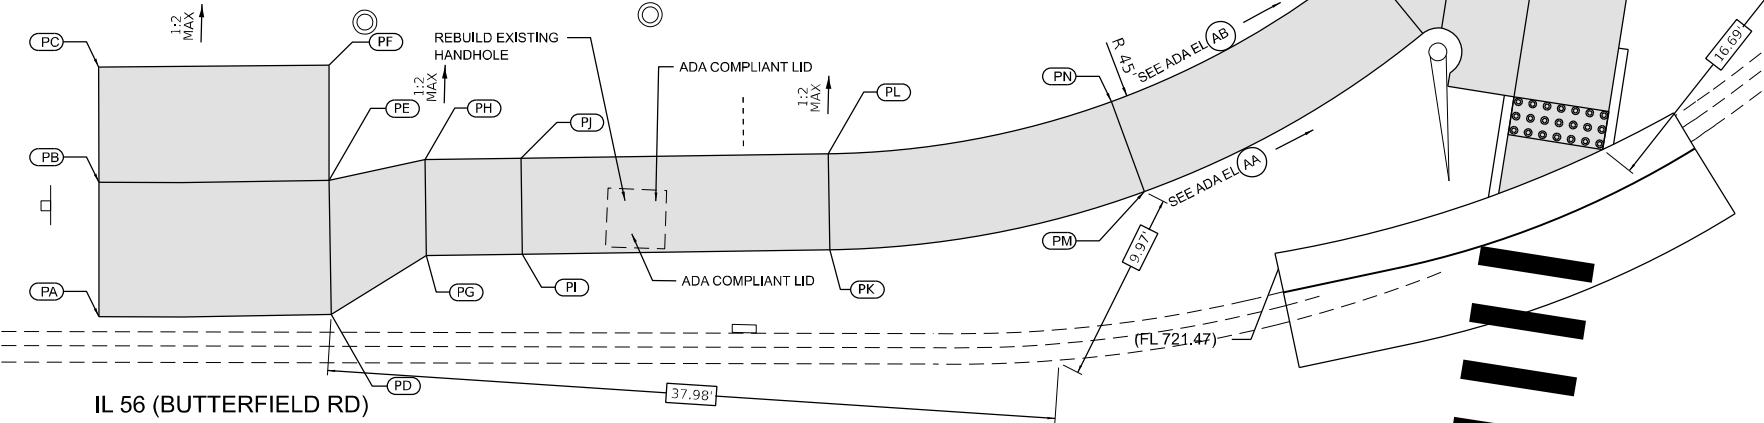 1:2
MAX
PC
PF
REBUILD EXISTING
HANDHOLE
1:2
MAX
ADA COMPLIANT LID
1:2
MAX
PE
PH
PJ
PL
PN
R 45'
SEE ADA EL AB
16.69'
PB
SEE ADA EL AA
PM
9.97'
PA
PG
PI
ADA COMPLIANT LID
PK
(FL 721.47)
PD
37.98'
IL 56 (BUTTERFIELD RD)